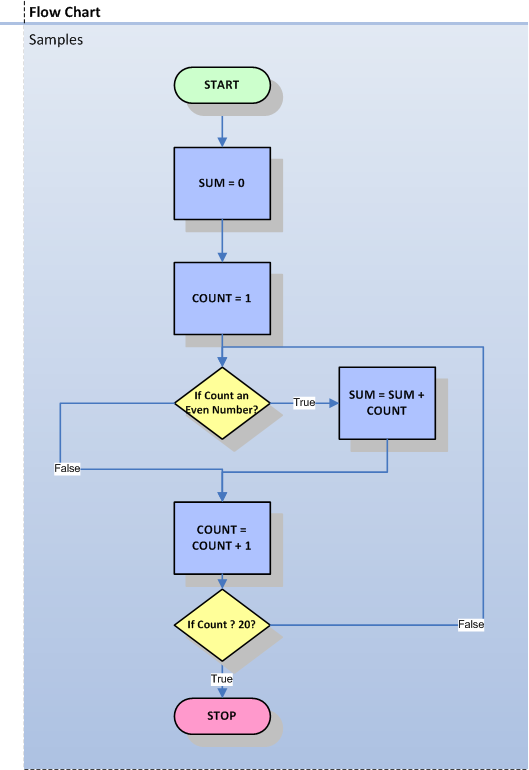 Flow Chart
Samples
START
SUM = 0
COUNT = 1
If Count an
Even Number?
True
SUM = SUM +
COUNT
False
COUNT =
COUNT + 1
If Count ? 20?
False
True
STOP